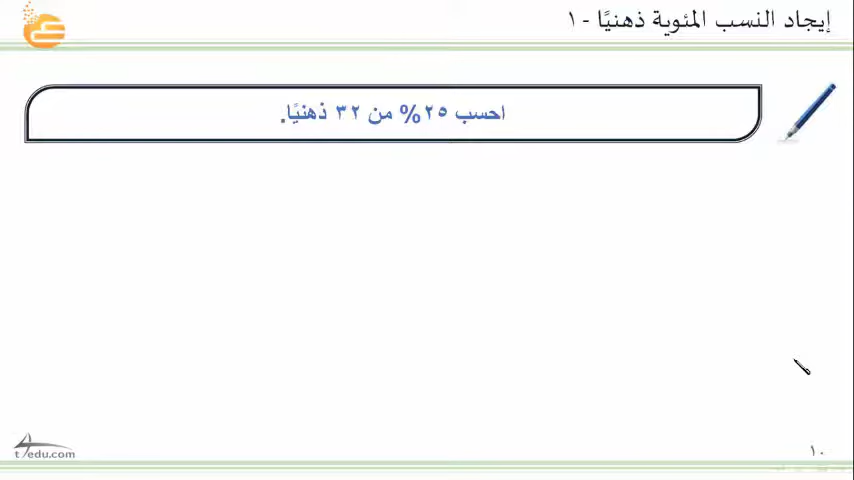 إيجاد النسب المئوية ذهنيًا - ١
احسب ٢٥% من ٣٢ ذهنيًا.
t4edu.com
١٠